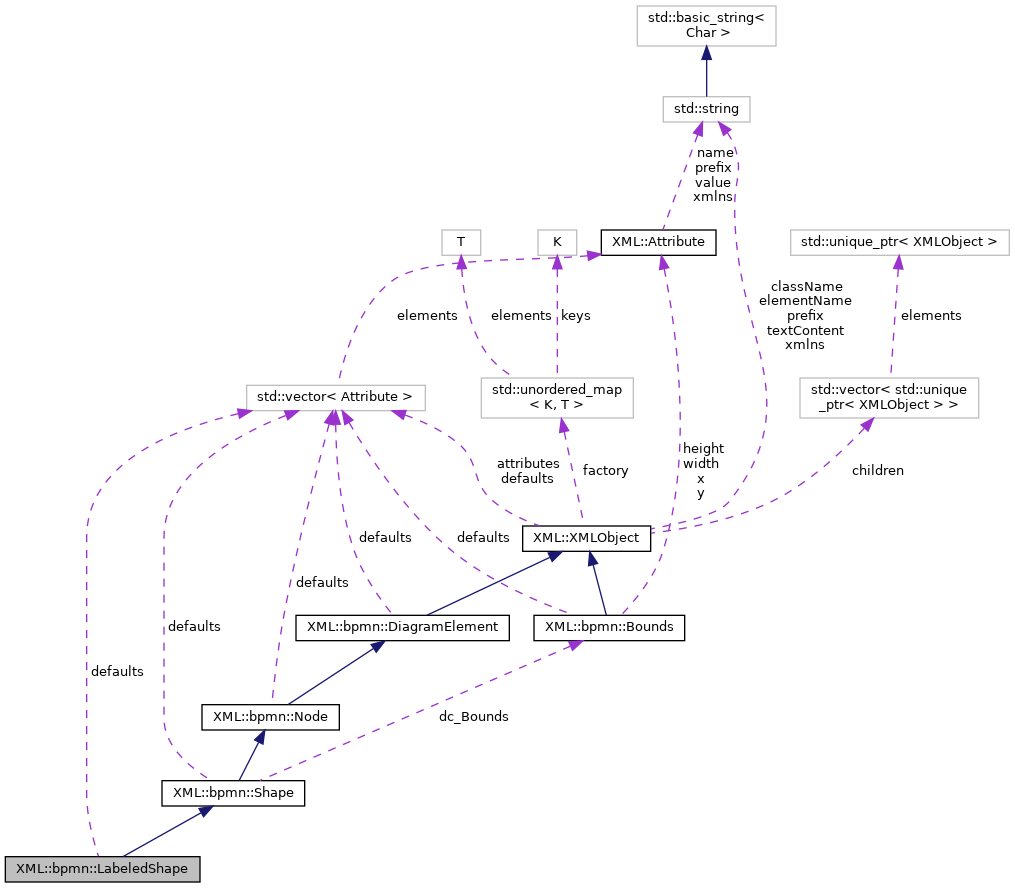 std::basic_string<
Char >
std::string
name
prefix
value
xmlns
T
K
XML::Attribute
std::unique_ptr< XMLObject >
className
elementName
prefix
textContent
xmlns
elements
elements
keys
elements
std::vector< Attribute >
std::unordered_map
< K, T >
std::vector< std::unique
_ptr< XMLObject > >
height
width
x
y
attributes
defaults
factory
children
XML::XMLObject
defaults
defaults
defaults
defaults
XML::bpmn::DiagramElement
XML::bpmn::Bounds
defaults
XML::bpmn::Node
dc_Bounds
XML::bpmn::Shape
XML::bpmn::LabeledShape